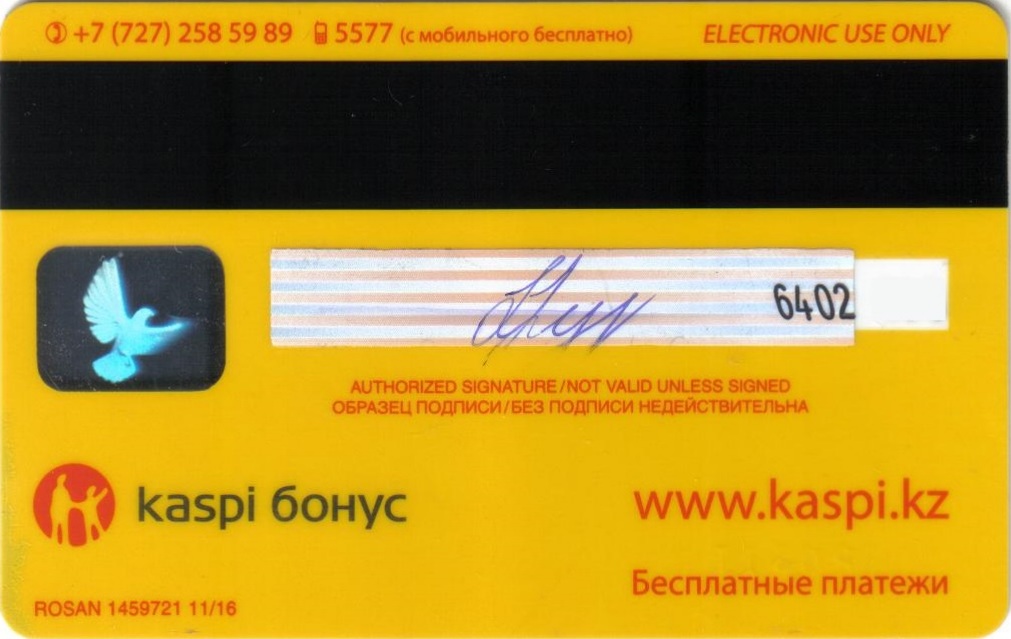 +7 (727) 258 59 89 5577 (с мобильного бесплатно) ELECTRONIC USE ONLY
6402
AUTHORIZED SIGNATURE/NOT VALID UNLESS SIGNED
ОБРАЗЕЦ ПОДПИСИ/БЕЗ ПОДПИСИ НЕДЕЙСТВИТЕЛЬНА
kaspi бонус
www.kaspi.kz
Бесплатные платежи
ROSAN 1459721 11/16